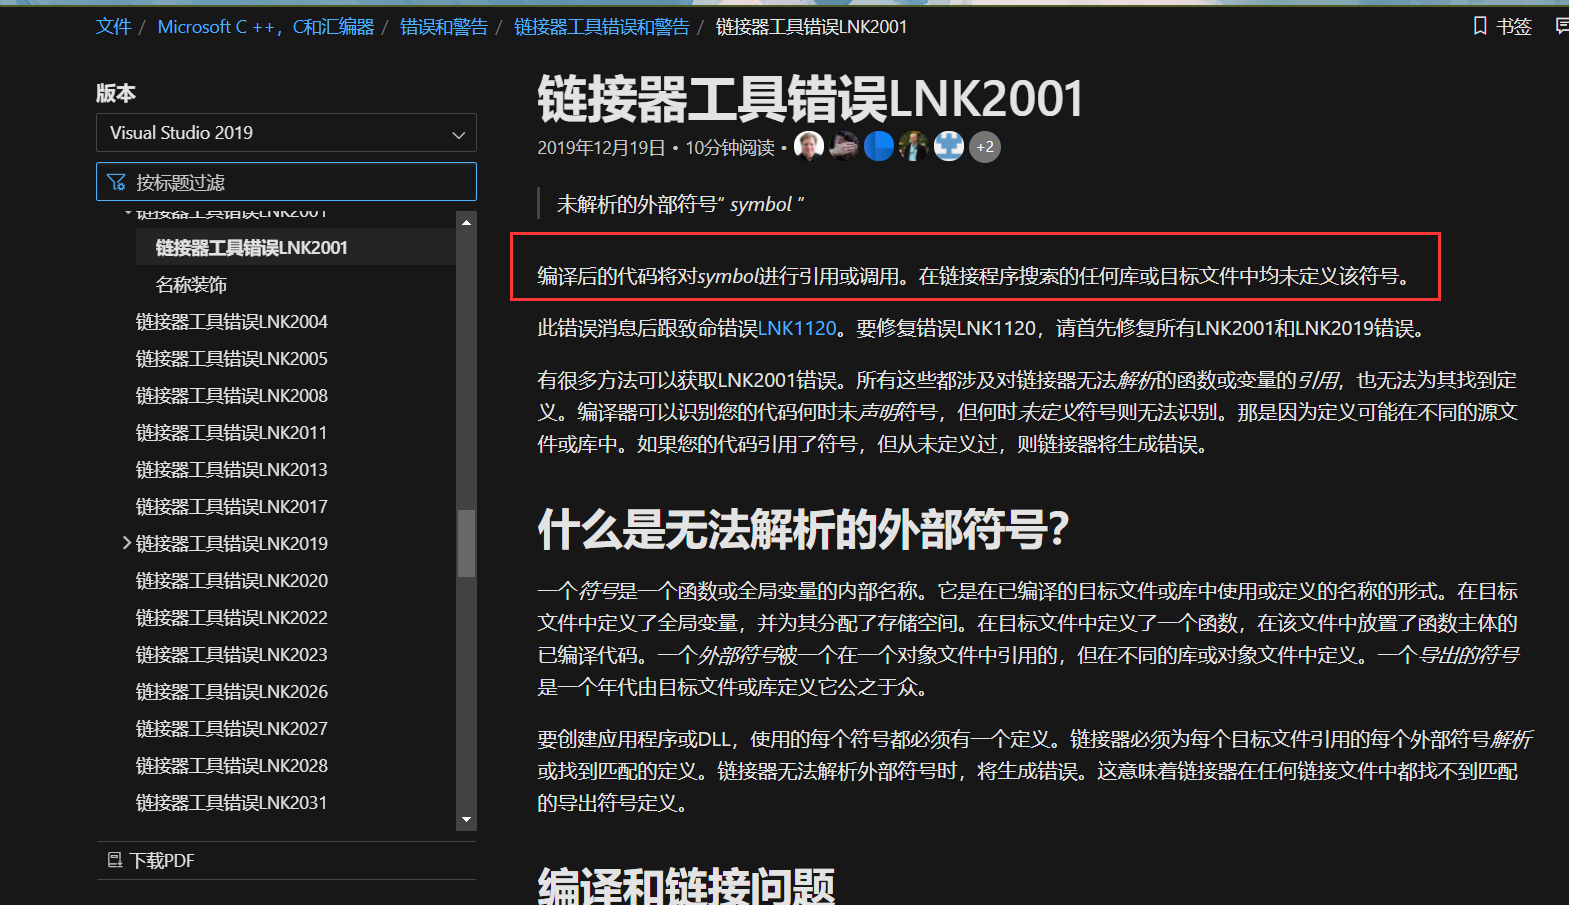 文件 / Microsoft C ++，C和汇编器 / 错误和警告 / 链接器工具错误和警告 / 链接器工具错误LNK2001
书签
版本
Visual Studio 2019
按标题过滤
链接器工具错误LNK2001
链接器工具错误LNK2001
名称装饰
链接器工具错误LNK2004
链接器工具错误LNK2005
链接器工具错误LNK2008
链接器工具错误LNK2011
链接器工具错误LNK2013
链接器工具错误LNK2017
链接器工具错误LNK2019
链接器工具错误LNK2020
链接器工具错误LNK2022
链接器工具错误LNK2023
链接器工具错误LNK2026
链接器工具错误LNK2027
链接器工具错误LNK2028
链接器工具错误LNK2031
下载PDF
链接器工具错误LNK2001
2019年12月19日 • 10分钟阅读 • +2
未解析的外部符号“ symbol ”
编译后的代码将对symbol进行引用或调用。在链接程序搜索的任何库或目标文件中均未定义该符号。
此错误消息后跟致命错误LNK1120。要修复错误LNK1120，请首先修复所有LNK2001和LNK2019错误。
有很多方法可以获取LNK2001错误。所有这些都涉及对链接器无法解析的函数或变量的引用，也无法为其找到定
义。编译器可以识别您的代码何时未声明符号，但何时未定义符号则无法识别。那是因为定义可能在不同的源文
件或库中。如果您的代码引用了符号，但从未定义过，则链接器将生成错误。
什么是无法解析的外部符号？
一个符号是一个函数或全局变量的内部名称。它是在已编译的目标文件或库中使用或定义的名称的形式。在目标
文件中定义了全局变量，并为其分配了存储空间。在目标文件中定义了一个函数，在该文件中放置了函数主体的
已编译代码。一个外部符号被一个在一个对象文件中引用的，但在不同的库或对象文件中定义。一个导出的符号
是一个年代由目标文件或库定义它公之于众。
要创建应用程序或DLL，使用的每个符号都必须有一个定义。链接器必须为每个目标文件引用的每个外部符号解析
或找到匹配的定义。链接器无法解析外部符号时，将生成错误。这意味着链接器在任何链接文件中都找不到匹配
的导出符号定义。
编译和链接问题